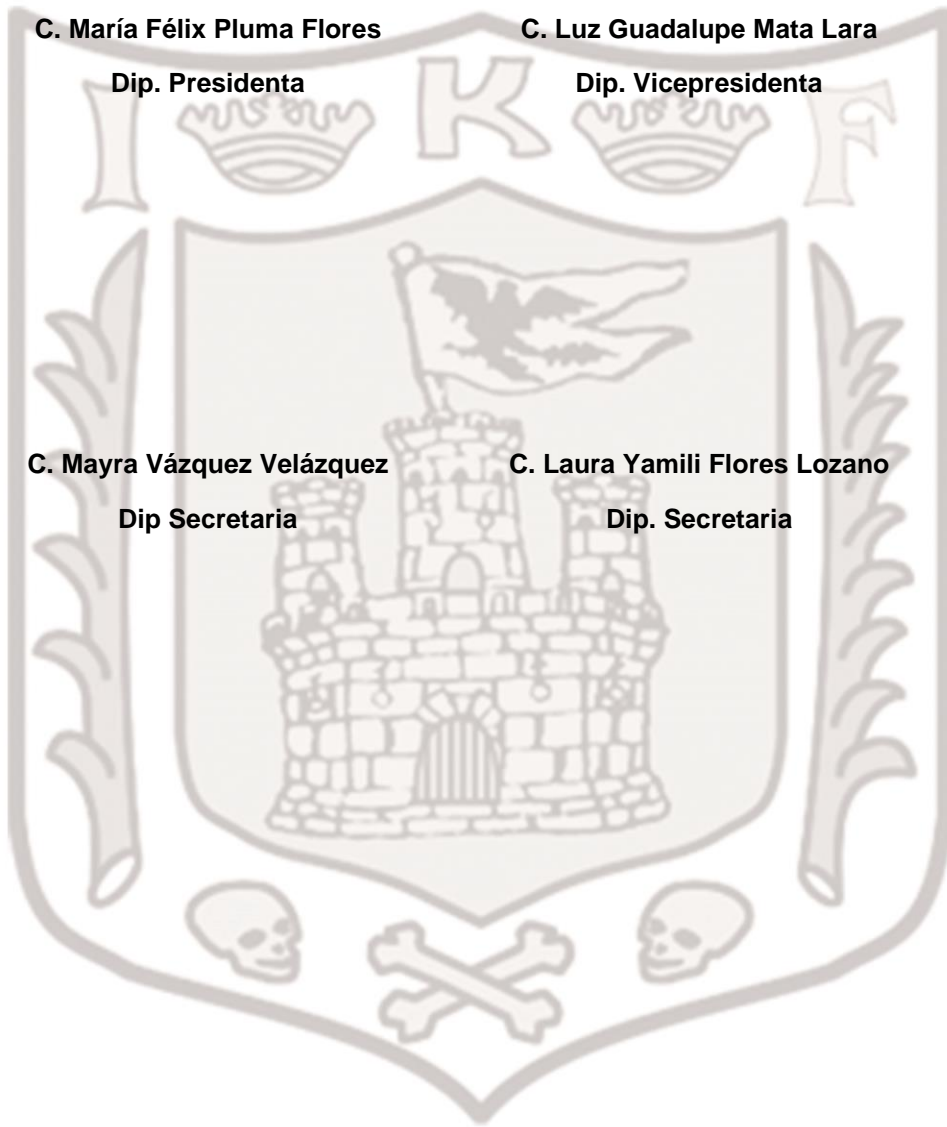 C. María Félix Pluma Flores
C. Luz Guadalupe Mata Lara
Dip. Presidenta
Dip. Vicepresidenta
I K F
C. Mayra Vázquez Velázquez
C. Laura Yamili Flores Lozano
Dip Secretaria
Dip. Secretaria